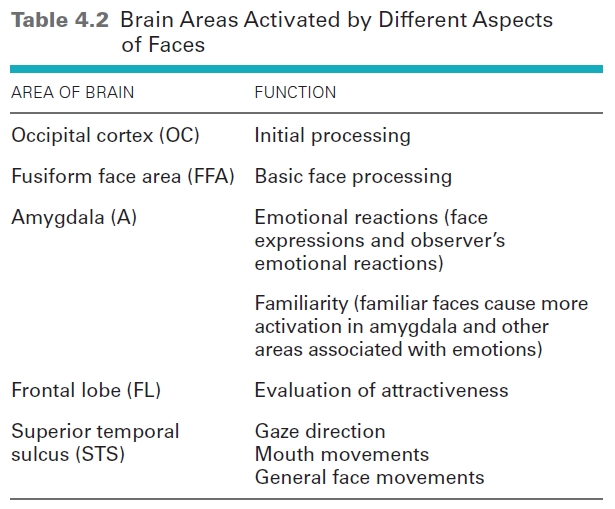 Table 4.2 Brain Areas Activated by Different Aspects
of Faces
AREA OF BRAIN FUNCTION
Occipital cortex (OC) Initial processing
Fusiform face area (FFA) Basic face processing
Amygdala (A) Emotional reactions (face
expressions and observer’s
emotional reactions)
Familiarity (familiar faces cause more
activation in amygdala and other
areas associated with emotions)
Frontal lobe (FL) Evaluation of attractiveness
Superior temporal Gaze direction
sulcus (STS) Mouth movements
General face movements